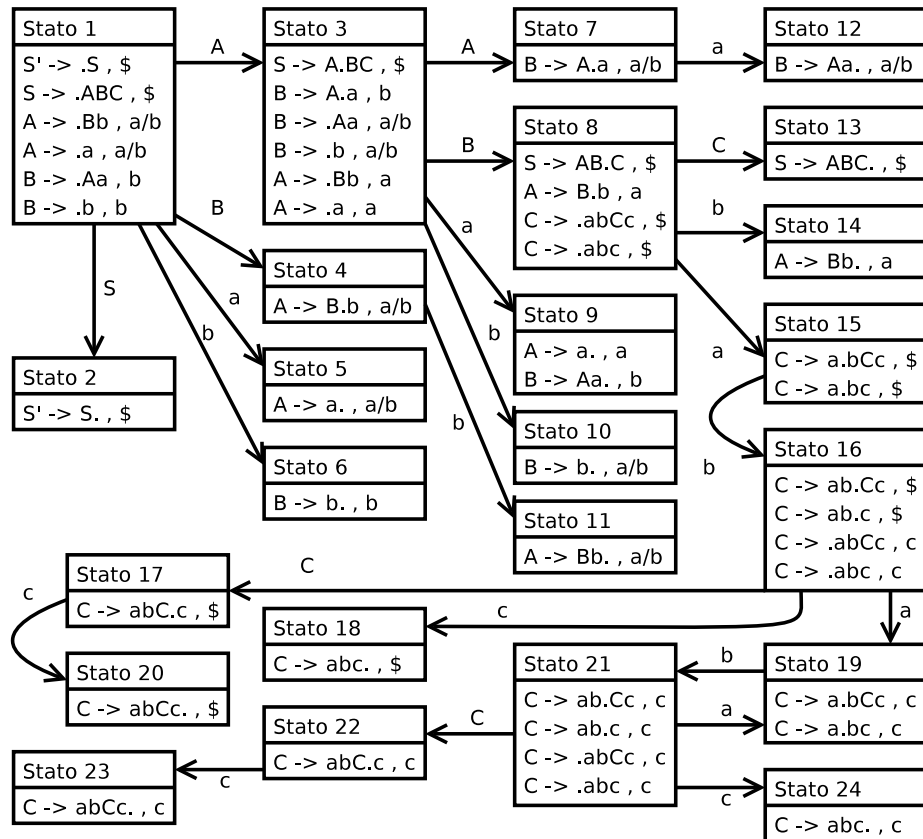 Stato 1
S' -> .S , $
S -> .ABC , $
A -> .Bb , a/b
A -> .a , a/b
B -> .Aa , b
B -> .b , b
A
Stato 3
S -> A.BC , $
B -> A.a , b
B -> .Aa , a/b
B -> .b , a/b
A -> .Bb , a
A -> .a , a
A
Stato 7
B -> A.a , a/b
a
Stato 12
B -> Aa. , a/b
B
Stato 8
S -> AB.C , $
A -> B.b , a
C -> .abCc , $
C -> .abc , $
C
Stato 13
S -> ABC. , $
b
Stato 14
A -> Bb. , a
B
a
S
a
b
Stato 4
A -> B.b , a/b
b
Stato 9
A -> a. , a
B -> Aa. , b
a
Stato 15
C -> a.bCc , $
C -> a.bc , $
Stato 2
S' -> S. , $
Stato 5
A -> a. , a/b
b
Stato 10
B -> b. , a/b
b
Stato 16
C -> ab.Cc , $
C -> ab.c , $
C -> .abCc , c
C -> .abc , c
Stato 6
B -> b. , b
Stato 11
A -> Bb. , a/b
C
c
a
Stato 17
C -> abC.c , $
c
Stato 18
C -> abc. , $
Stato 20
C -> abCc. , $
Stato 21
C -> ab.Cc , c
C -> ab.c , c
C -> .abCc , c
C -> .abc , c
b
a
Stato 19
C -> a.bCc , c
C -> a.bc , c
C
Stato 22
C -> abC.c , c
c
Stato 23
C -> abCc. , c
c
Stato 24
C -> abc. , c